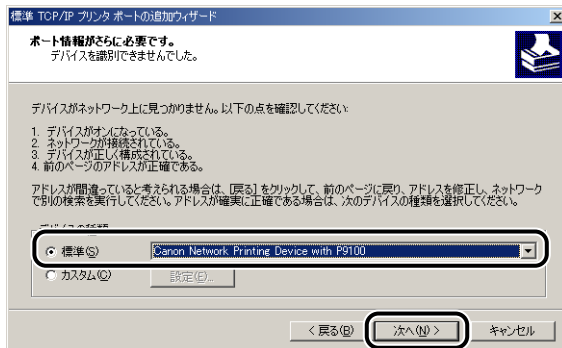 標準 TCP/IP プリンタ ポートの追加ウィザード
ポート情報がさらに必要です。
デバイスを識別できませんでした。
デバイスがネットワーク上に見つかりません。以下の点を確認してください:
1. デバイスがオンになっている。
2. ネットワークが接続されている。
3. デバイスが正しく構成されている。
4. 前のページのアドレスが正確である。
アドレスが間違っていると考えられる場合は、[戻る] をクリックして、前のページに戻り、アドレスを修正し、ネットワーク
で別の検索を実行してください。アドレスが確実に正確である場合は、次のデバイスの種類を選択してください。
デバイスの種類
標準(S) Canon Network Printing Device with P9100
カスタム(C) 設定(E)...
< 戻る(B) 次へ(N) > キャンセル